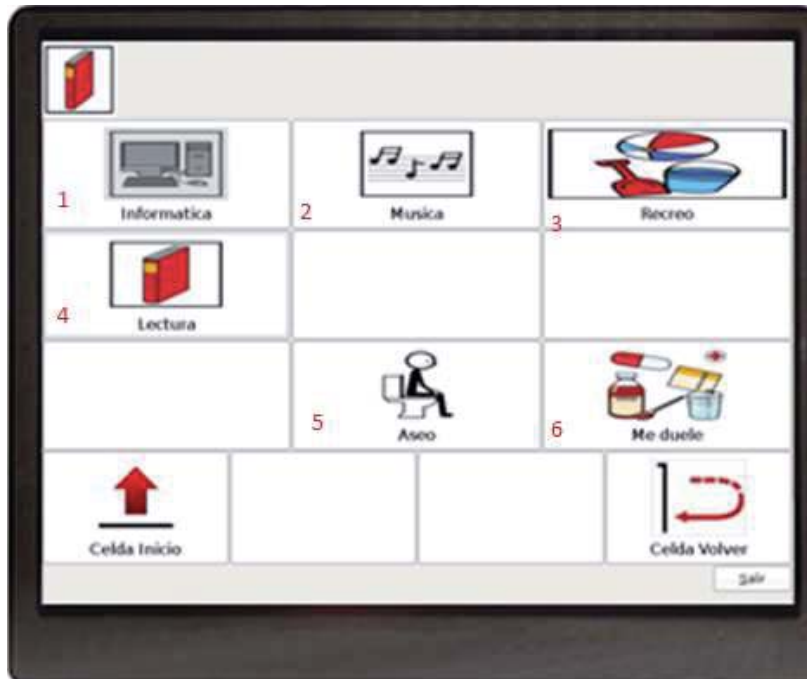 1 Informatica
2 Musica
3 Recreo
4 Lectura
5 Aseo
6 Me duele
Celda Inicio
Celda Volver
Salir